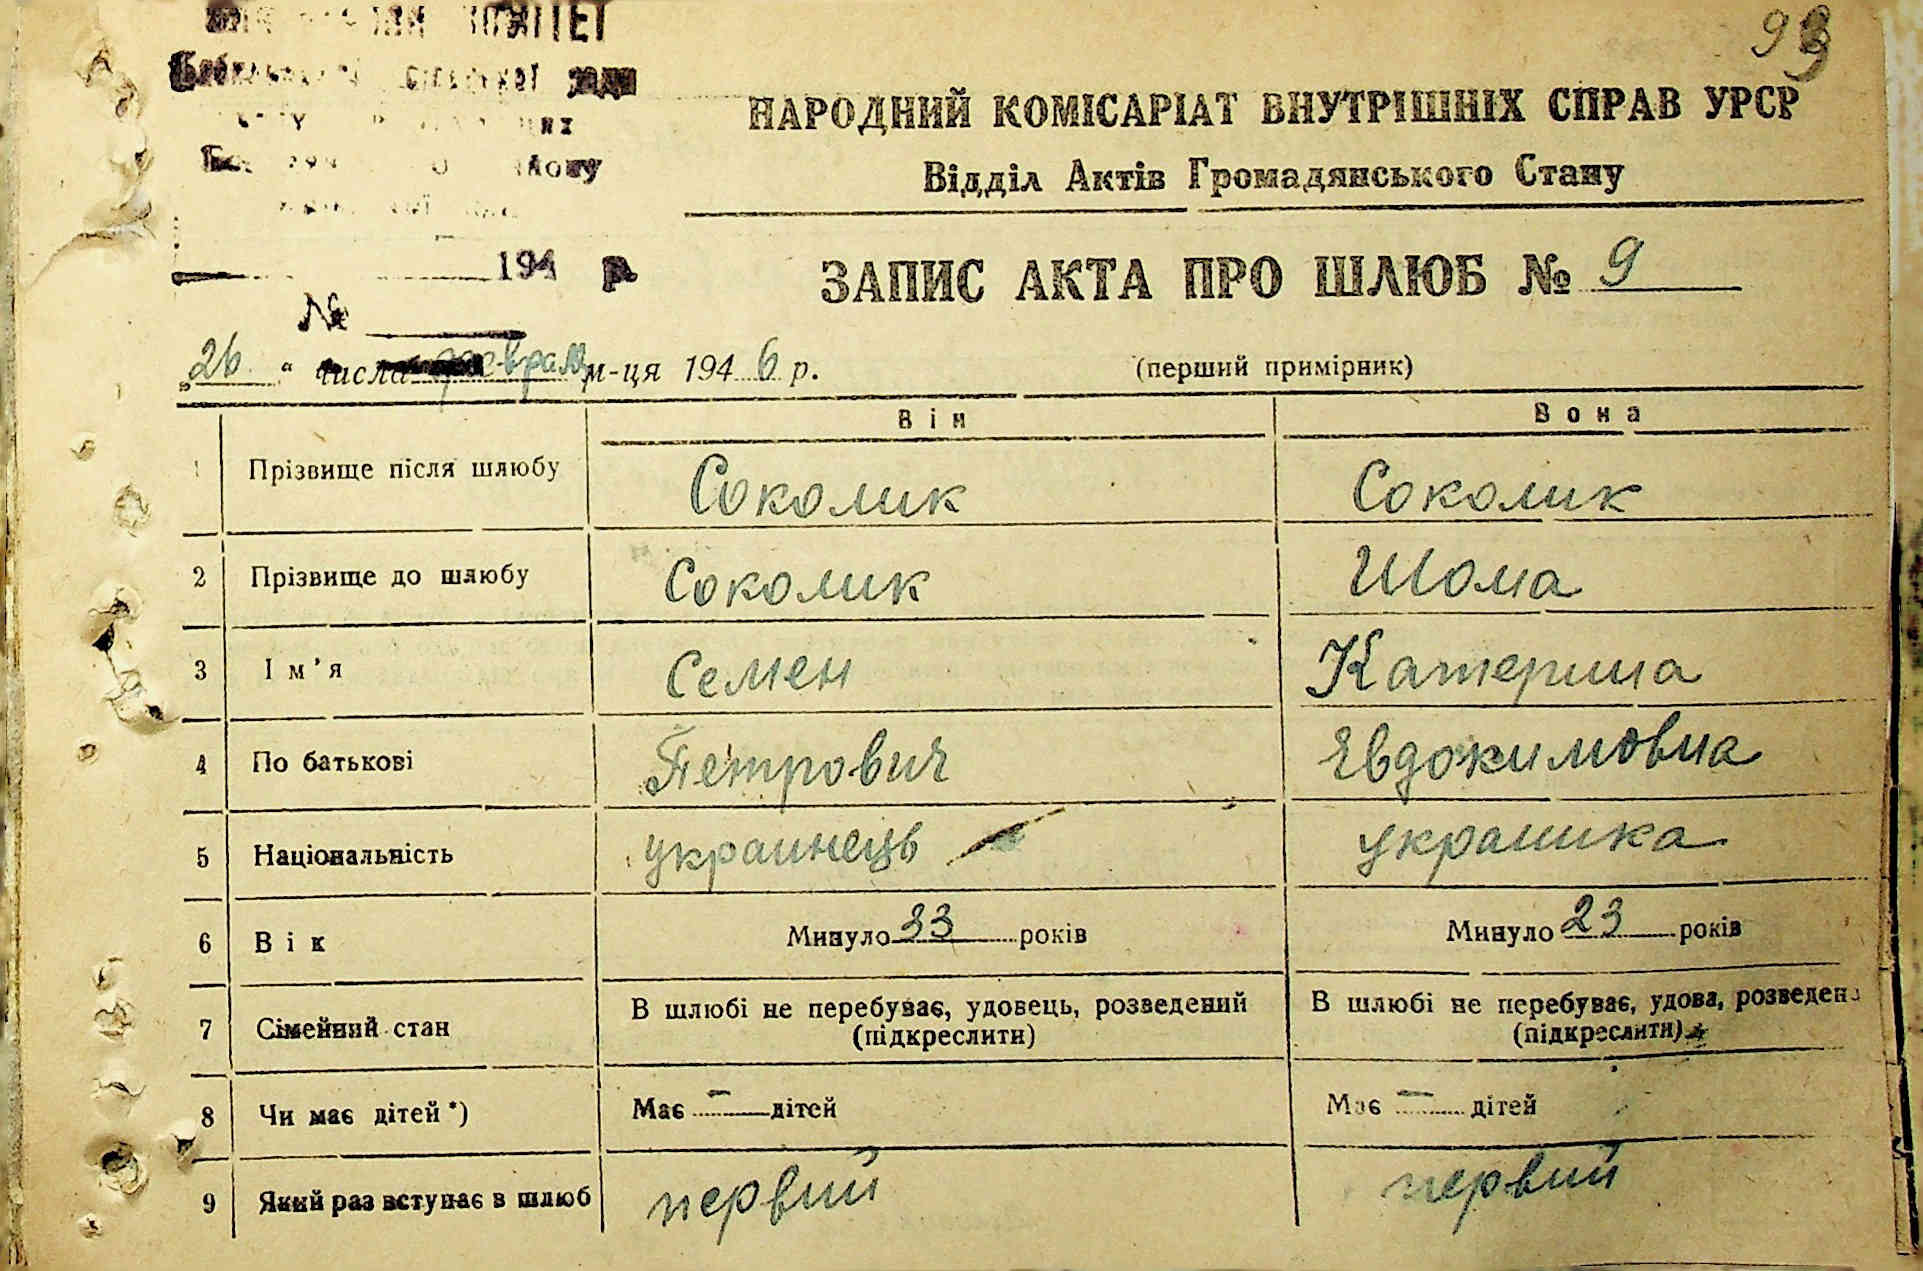 93
НАРОДНИЙ КОМІСАРІАТ ВНУТРІШНІХ СПРАВ УРСР
Відділ Актів Громадянського Стану
194 р.
№
ЗАПИС АКТА ПРО ШЛЮБ № 9
„26“ числа февраля м-ця 1946 р.
(перший примірник)
Він Вона
1 Прізвище після шлюбу Соколик Соколик
2 Прізвище до шлюбу Соколик Шома
3 Ім’я Семен Катерина
4 По батькові Петрович Евдокимовна
5 Національність украинець украинка
6 Вік Минуло 33 років Минуло 23 років
7 Сімейний стан В шлюбі не перебуває, удовець, розведений В шлюбі не перебуває, удова, розведена
(підкреслити) (підкреслити)
8 Чи має дітей*) Має — дітей Має — дітей
9 Який раз вступає в шлюб первий первий